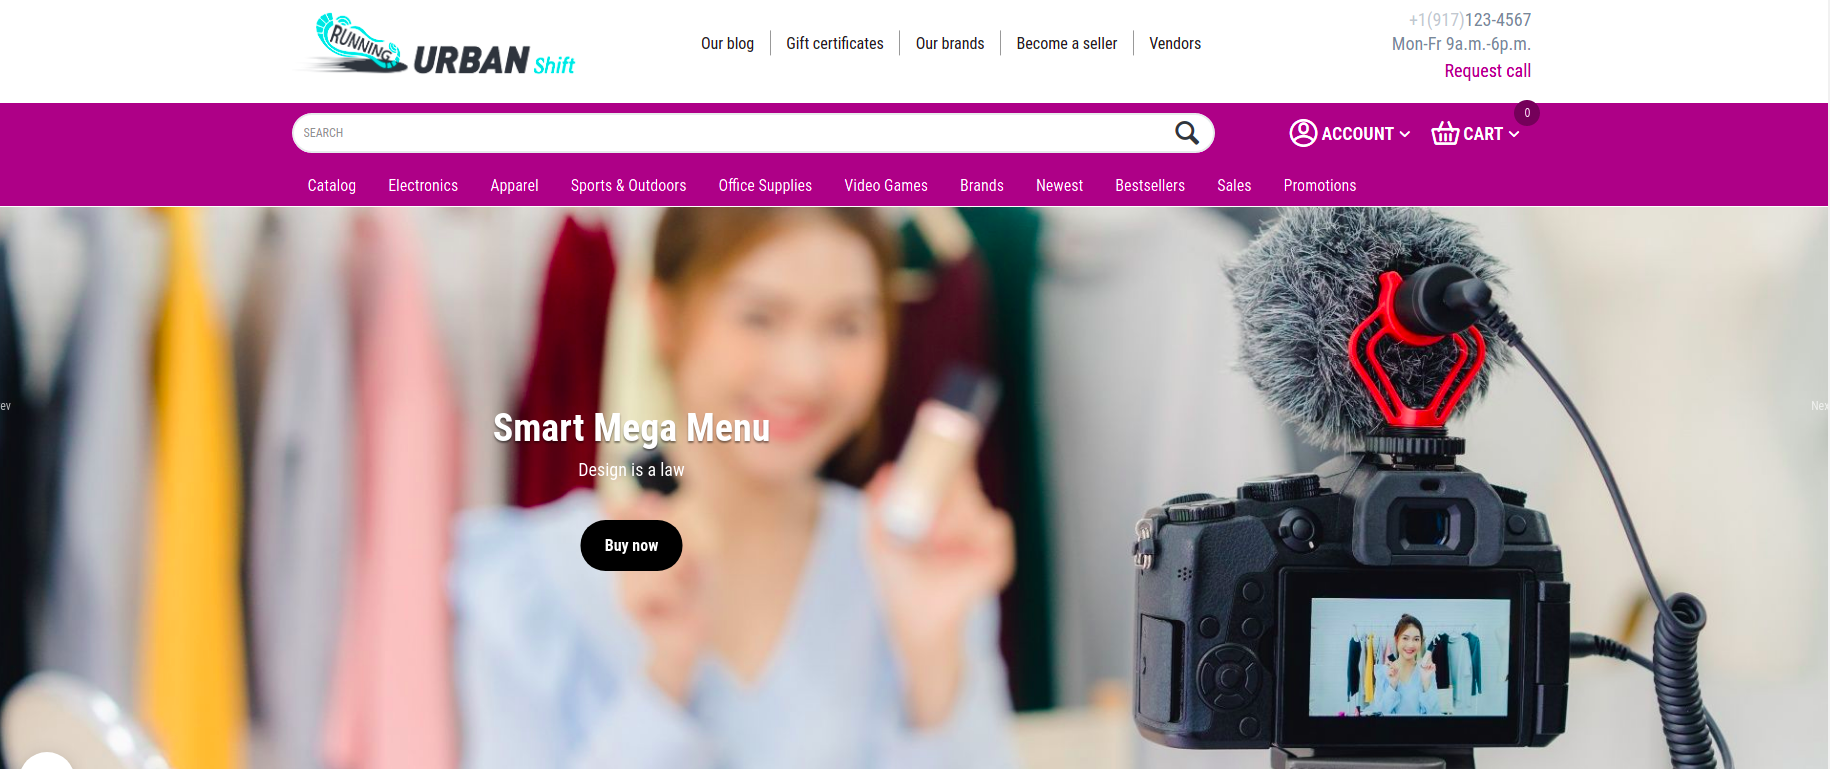 RUNNING
URBAN Shift
Our blog
Gift certificates
Our brands
Become a seller
Vendors
+1(917)123-4567
Mon-Fr 9a.m.-6p.m.
Request call
SEARCH
ACCOUNT
CART
0
Catalog
Electronics
Apparel
Sports & Outdoors
Office Supplies
Video Games
Brands
Newest
Bestsellers
Sales
Promotions
ev
Nex
Smart Mega Menu
Design is a law
Buy now